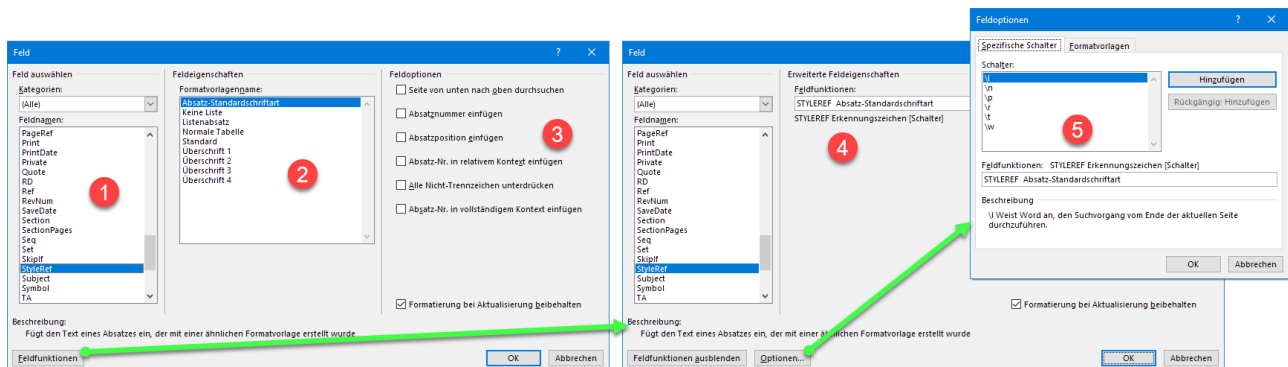 Feld ? ×
Feld auswählen
Kategorien:
(Alle)
Feldnamen:
PageRef
Print
PrintDate
Private
Quote
RD
Ref
RevNum
SaveDate
Section
SectionPages
Seq
Set
SkipIf
StyleRef
Subject
Symbol
TA
1
Feldeigenschaften
Formatvorlagenname:
Absatz-Standardschriftart
Keine Liste
Listenabsatz
Normale Tabelle
Standard
Überschrift 1
Überschrift 2
Überschrift 3
Überschrift 4
2
Feldoptionen
Seite von unten nach oben durchsuchen
Absatznummer einfügen
Absatzposition einfügen
Absatz-Nr. in relativem Kontext einfügen
Alle Nicht-Trennzeichen unterdrücken
Absatz-Nr. in vollständigem Kontext einfügen
3
Formatierung bei Aktualisierung beibehalten
Beschreibung:
Fügt den Text eines Absatzes ein, der mit einer ähnlichen Formatvorlage erstellt wurde
Feldfunktionen OK Abbrechen
Feld
Feld auswählen
Kategorien:
(Alle)
Feldnamen:
PageRef
Print
PrintDate
Private
Quote
RD
Ref
RevNum
SaveDate
Section
SectionPages
Seq
Set
SkipIf
StyleRef
Subject
Symbol
TA
Erweiterte Feldeigenschaften
Feldfunktionen:
STYLEREF Absatz-Standardschriftart
STYLEREF Erkennungszeichen [Schalter]
4
Formatierung bei Aktualisierung beibehalten
Beschreibung:
Fügt den Text eines Absatzes ein, der mit einer ähnlichen Formatvorlage erstellt wurde
Feldfunktionen ausblenden Optionen... OK Abbrechen
Feldoptionen ? ×
Spezifische Schalter Formatvorlagen
Schalter:
\l
\n
\p
\r
\t
\w
5
Hinzufügen
Rückgängig: Hinzufügen
Feldfunktionen: STYLEREF Erkennungszeichen [Schalter]
STYLEREF Absatz-Standardschriftart
Beschreibung
\l Weist Word an, den Suchvorgang vom Ende der aktuellen Seite
durchzuführen.
OK Abbrechen